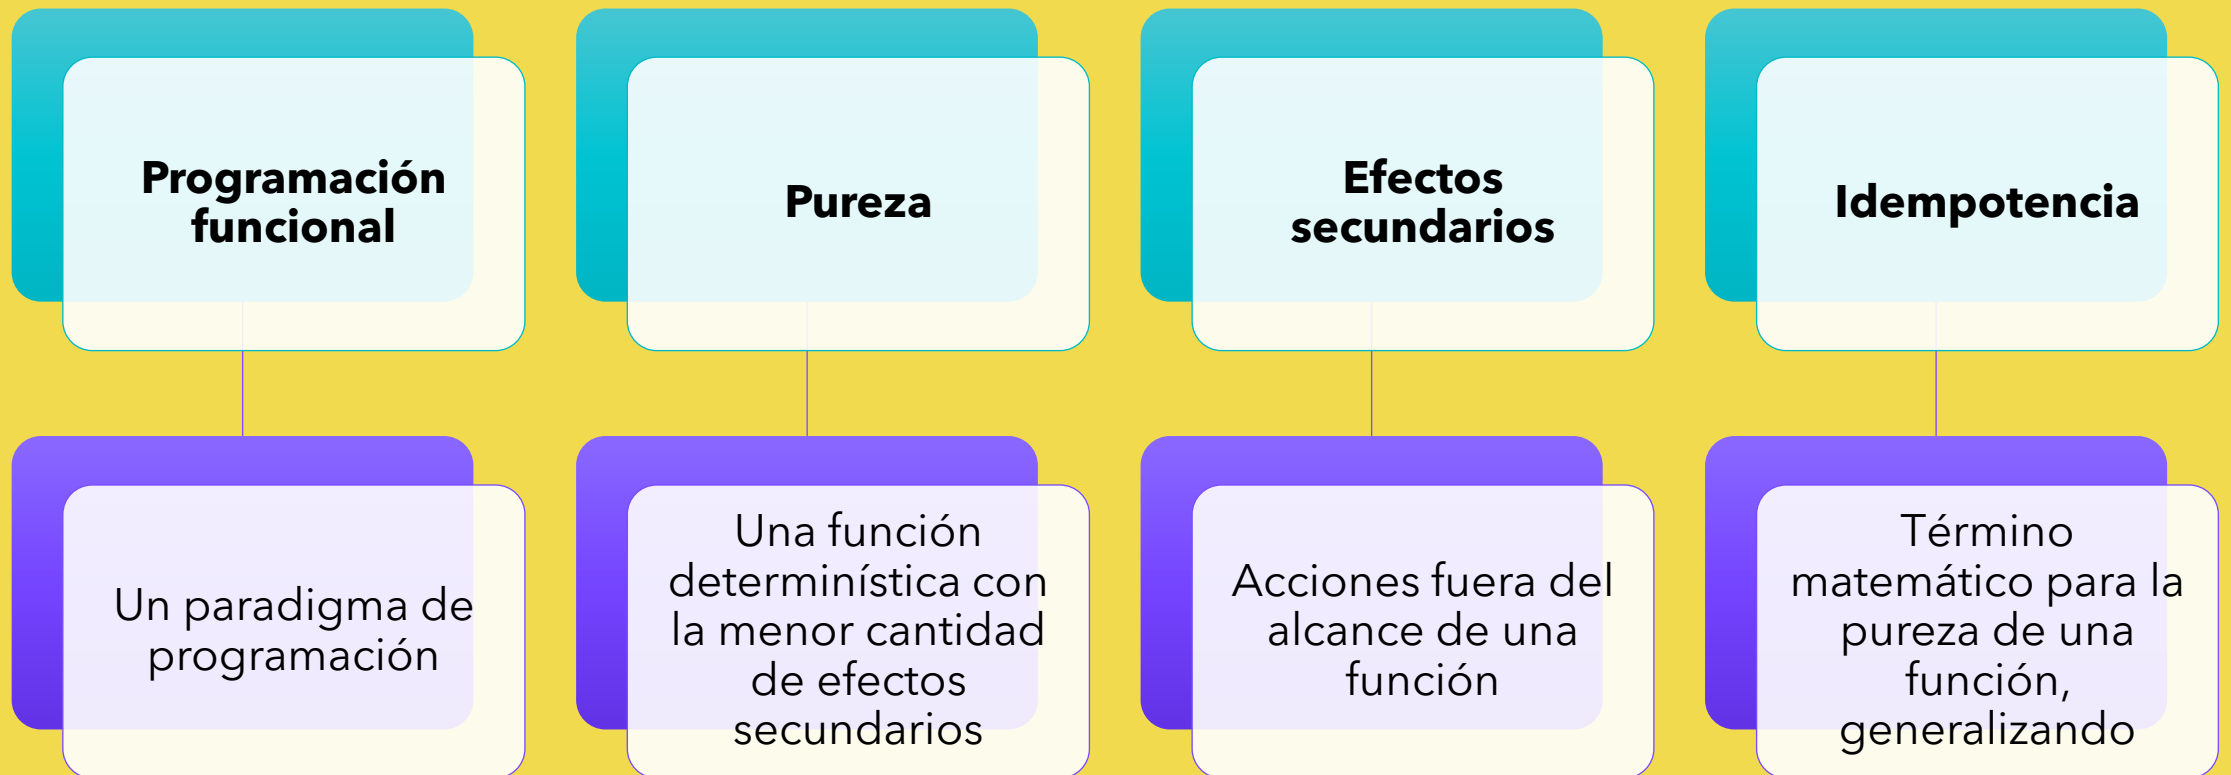 Programación
funcional
Pureza
Efectos
secundarios
Idempotencia
Un paradigma de
programación
Una función
determinística con
la menor cantidad
de efectos
secundarios
Acciones fuera del
alcance de una
función
Término
matemático para la
pureza de una
función,
generalizando